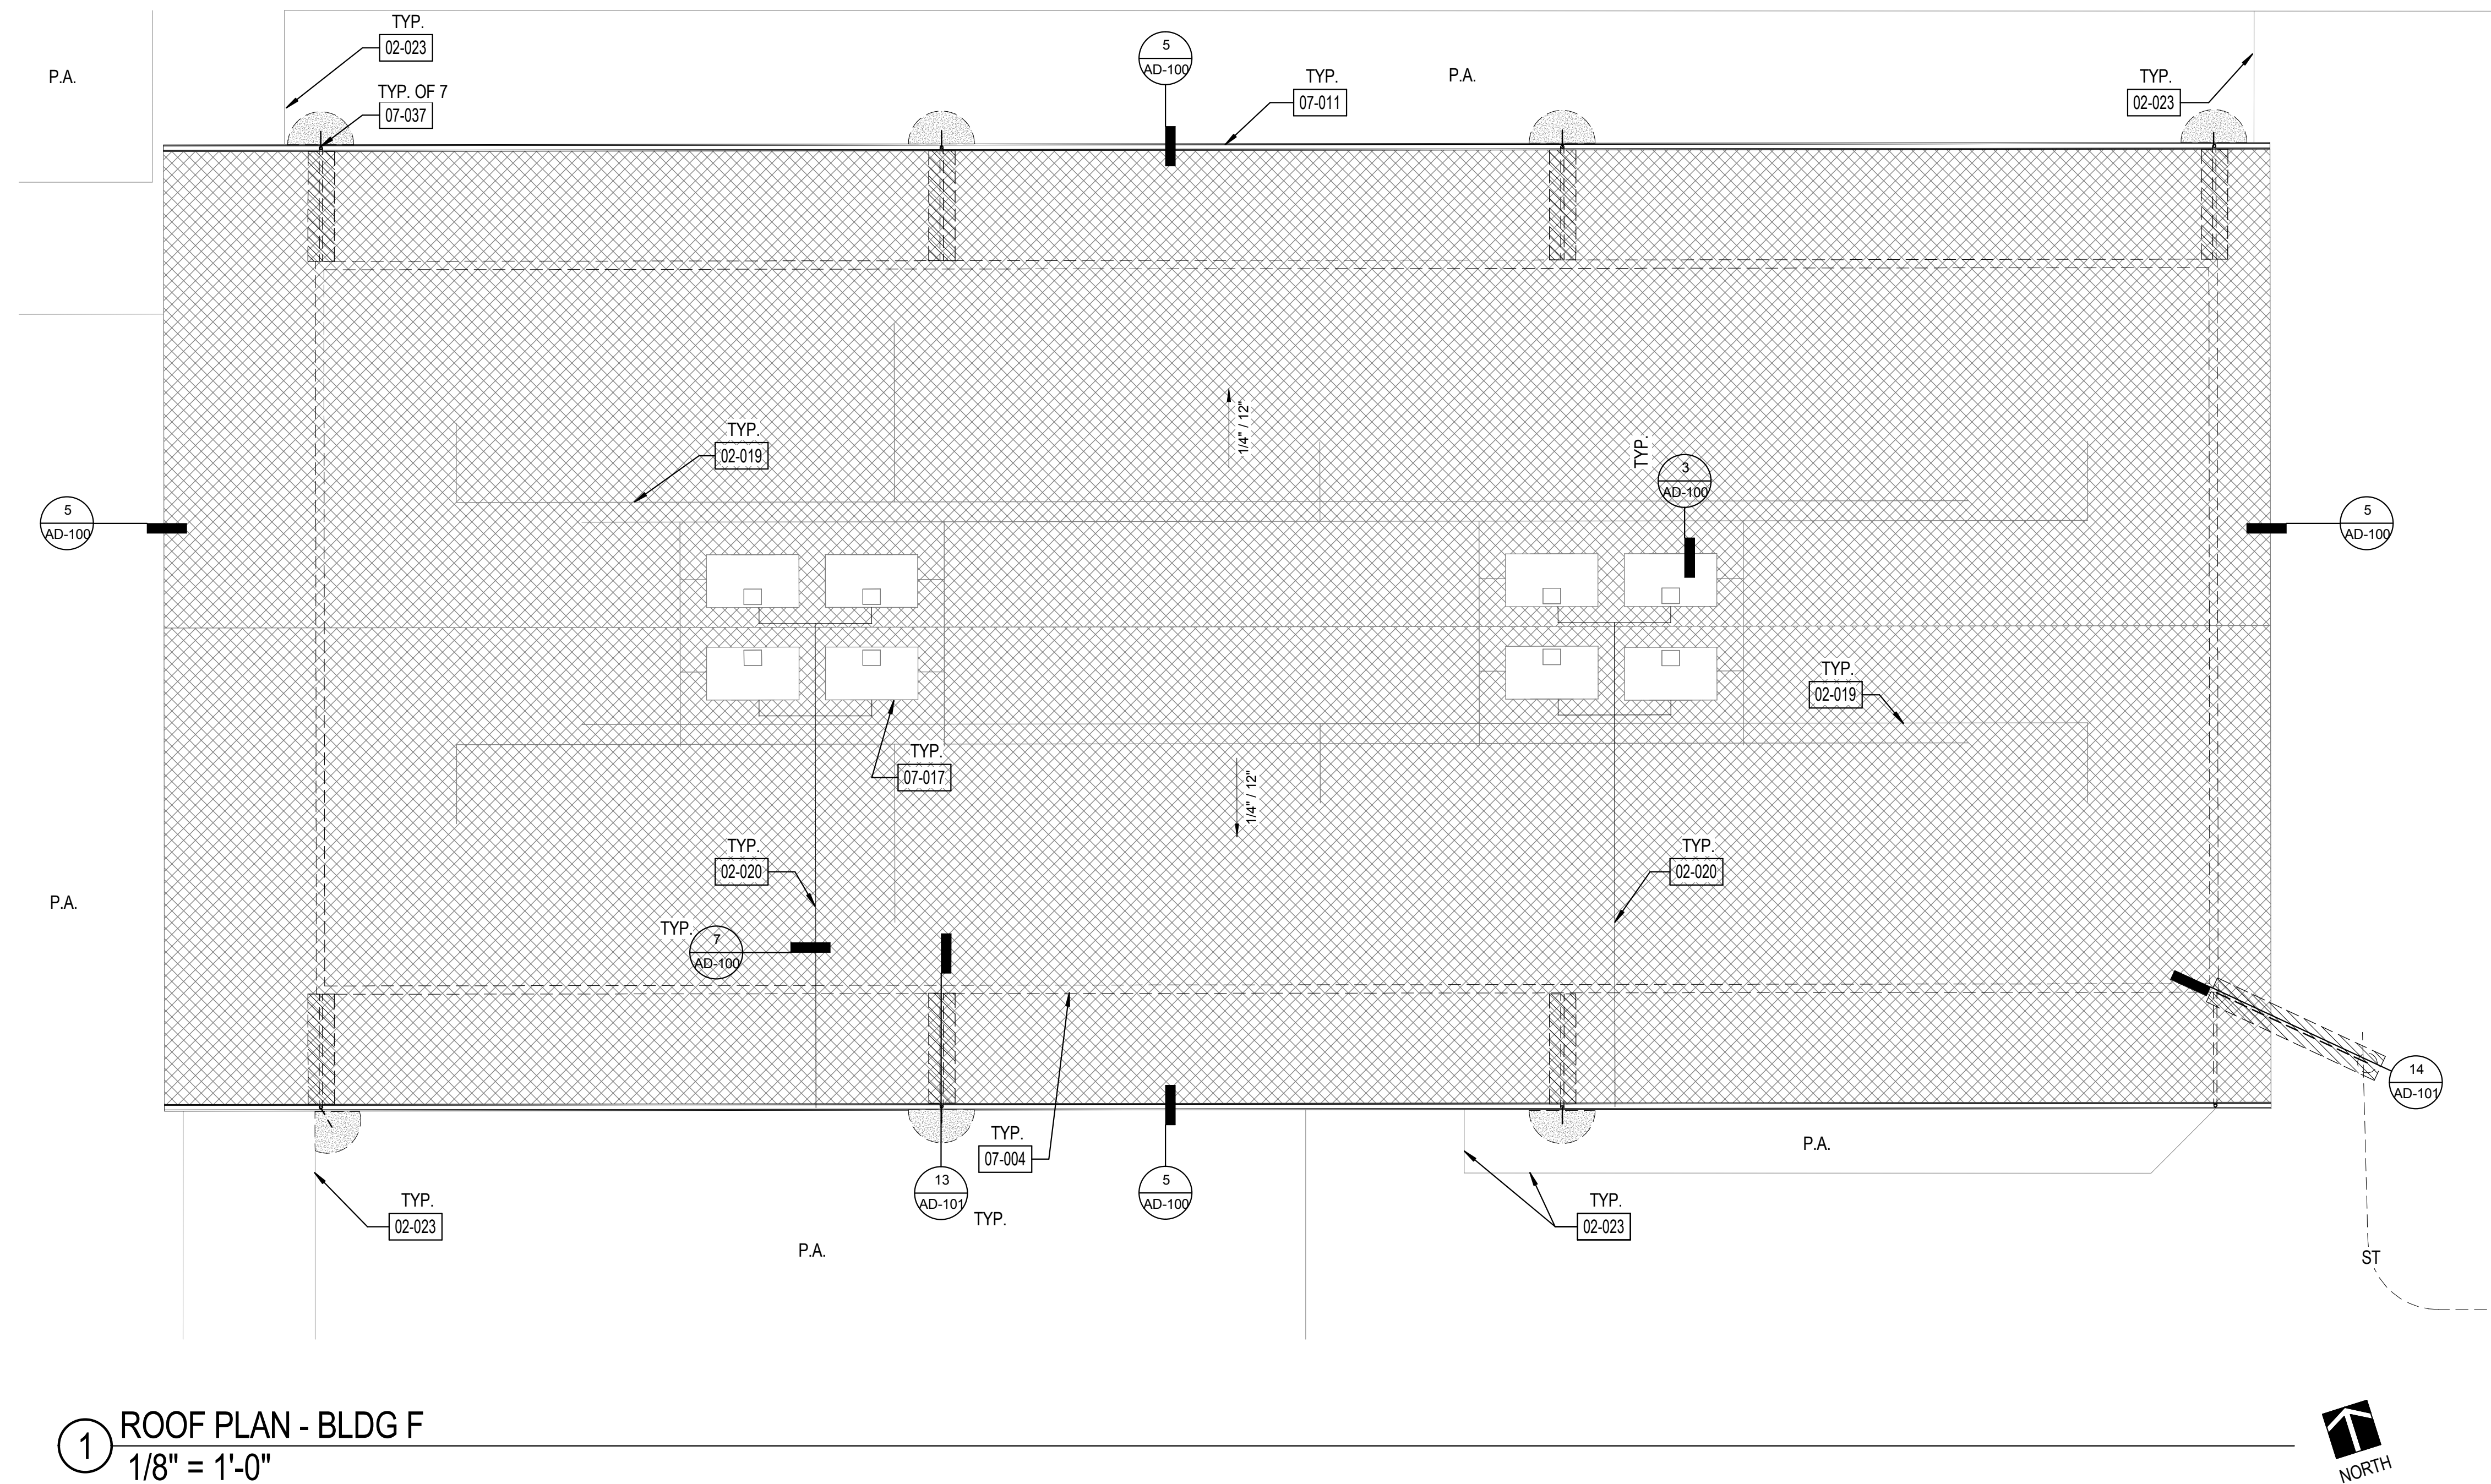 TYP.
02-023
P.A.
TYP. OF 7
07-037
5
AD-100
TYP.
07-011
P.A.
TYP.
02-023
TYP.
02-019
1/4" / 12"
TYP.
3
AD-100
5
AD-100
5
AD-100
TYP.
02-019
TYP.
07-017
1/4" / 12"
TYP.
02-020
TYP.
02-020
P.A.
TYP.
7
AD-100
14
AD-101
TYP.
07-004
P.A.
13
AD-101
TYP.
5
AD-100
TYP.
02-023
TYP.
02-023
P.A.
ST
1
ROOF PLAN - BLDG F
1/8" = 1'-0"
NORTH